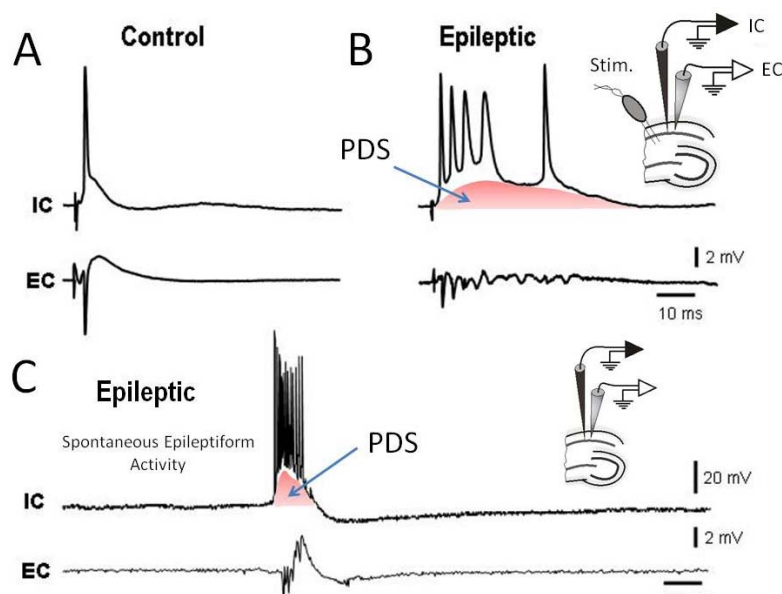 A
Control
B
Epileptic
IC
Stim.
EC
PDS
IC
EC
2 mV
10 ms
C
Epileptic
Spontaneous Epileptiform
Activity
PDS
IC
20 mV
2 mV
EC